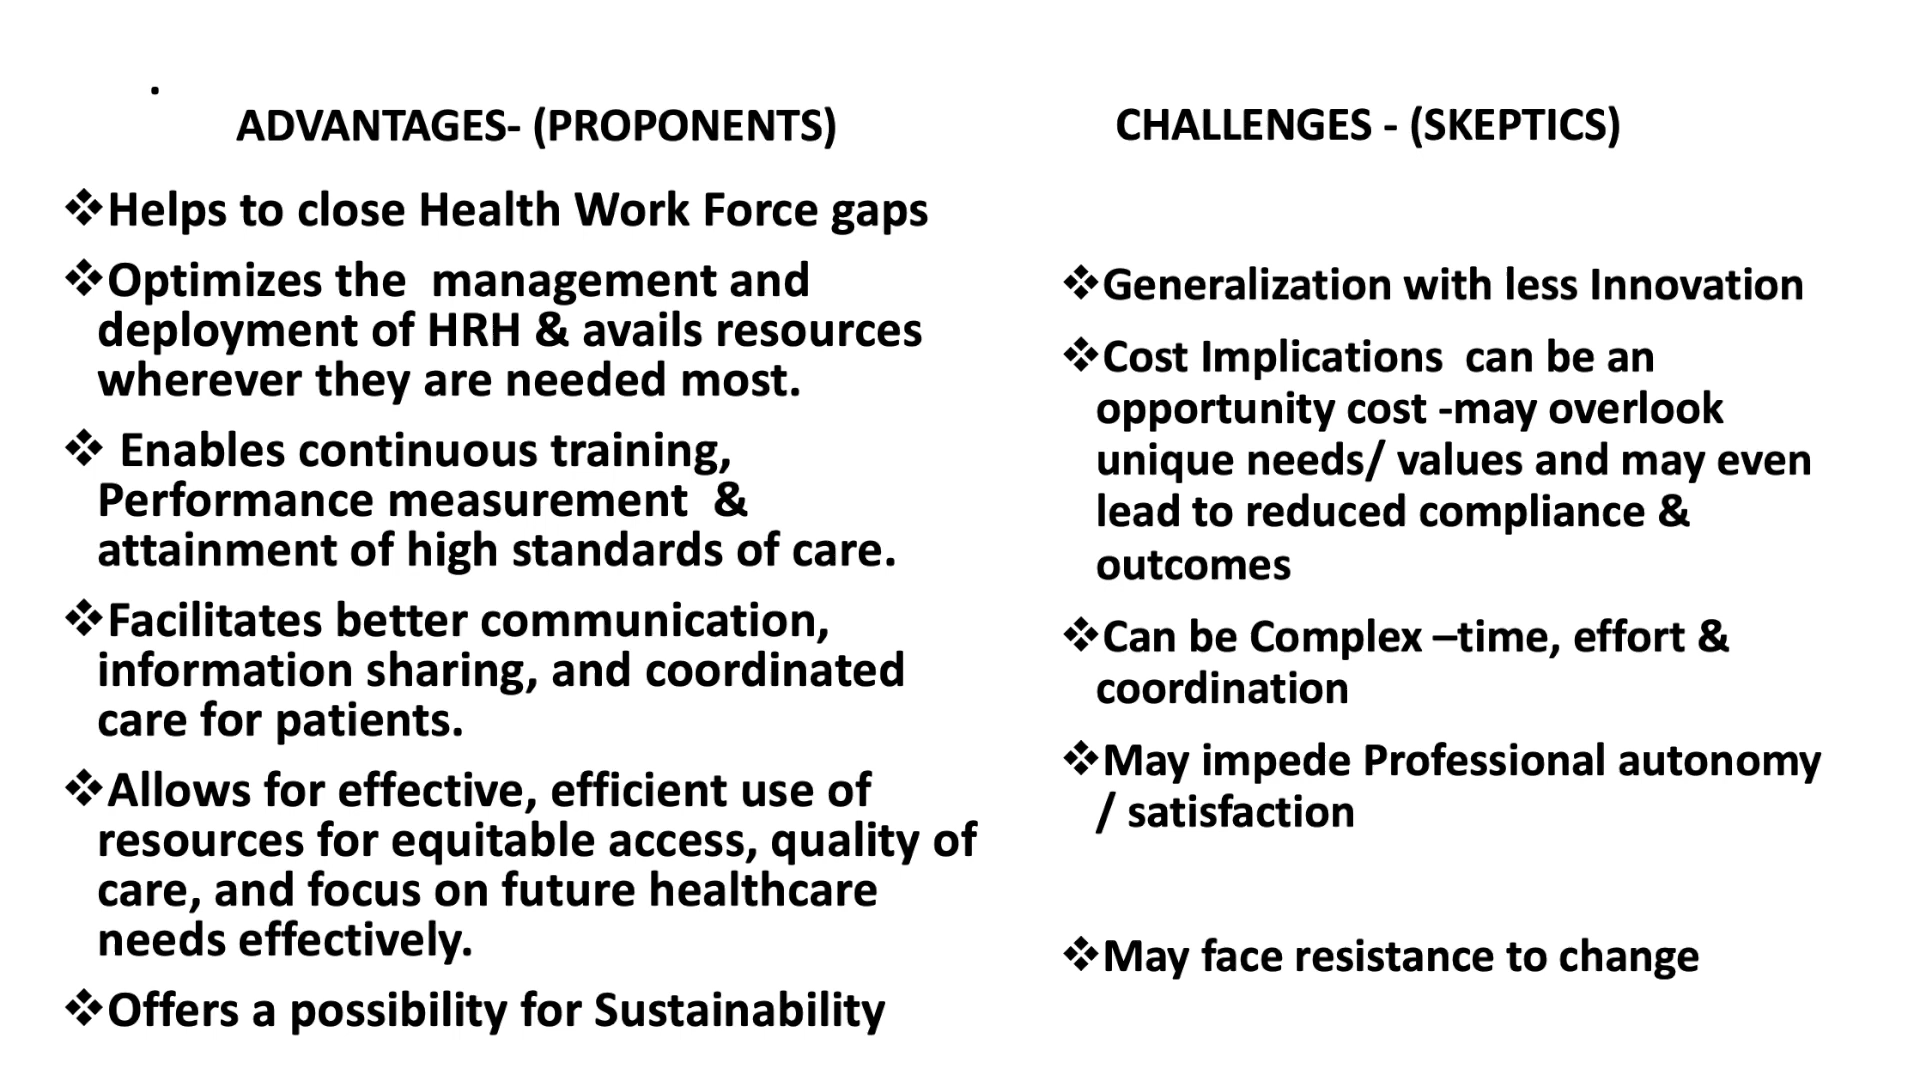 .
ADVANTAGES- (PROPONENTS)
❖Helps to close Health Work Force gaps
❖Optimizes the  management and
deployment of HRH & avails resources
wherever they are needed most.
❖ Enables continuous training,
Performance measurement  &
attainment of high standards of care.
❖Facilitates better communication,
information sharing, and coordinated
care for patients.
❖Allows for effective, efficient use of
resources for equitable access, quality of
care, and focus on future healthcare
needs effectively.
❖Offers a possibility for Sustainability
CHALLENGES - (SKEPTICS)
❖Generalization with less Innovation
❖Cost Implications  can be an
opportunity cost -may overlook
unique needs/ values and may even
lead to reduced compliance &
outcomes
❖Can be Complex –time, effort &
coordination
❖May impede Professional autonomy
/ satisfaction
❖May face resistance to change